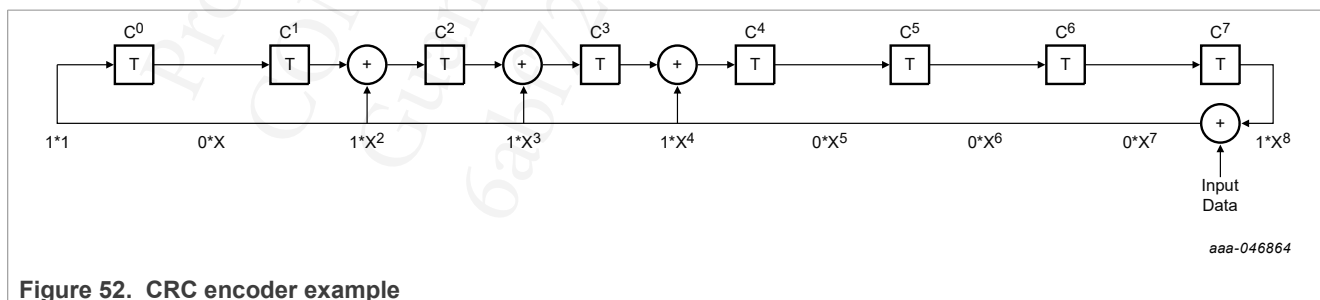 C0 C1 C2 C3 C4 C5 C6 C7
T T + T + T + T T T T
+
1*1 0*X 1*X2 1*X3 1*X4 0*X5 0*X6 0*X7 1*X8
Input
Data
aaa-046864
Figure 52. CRC encoder example